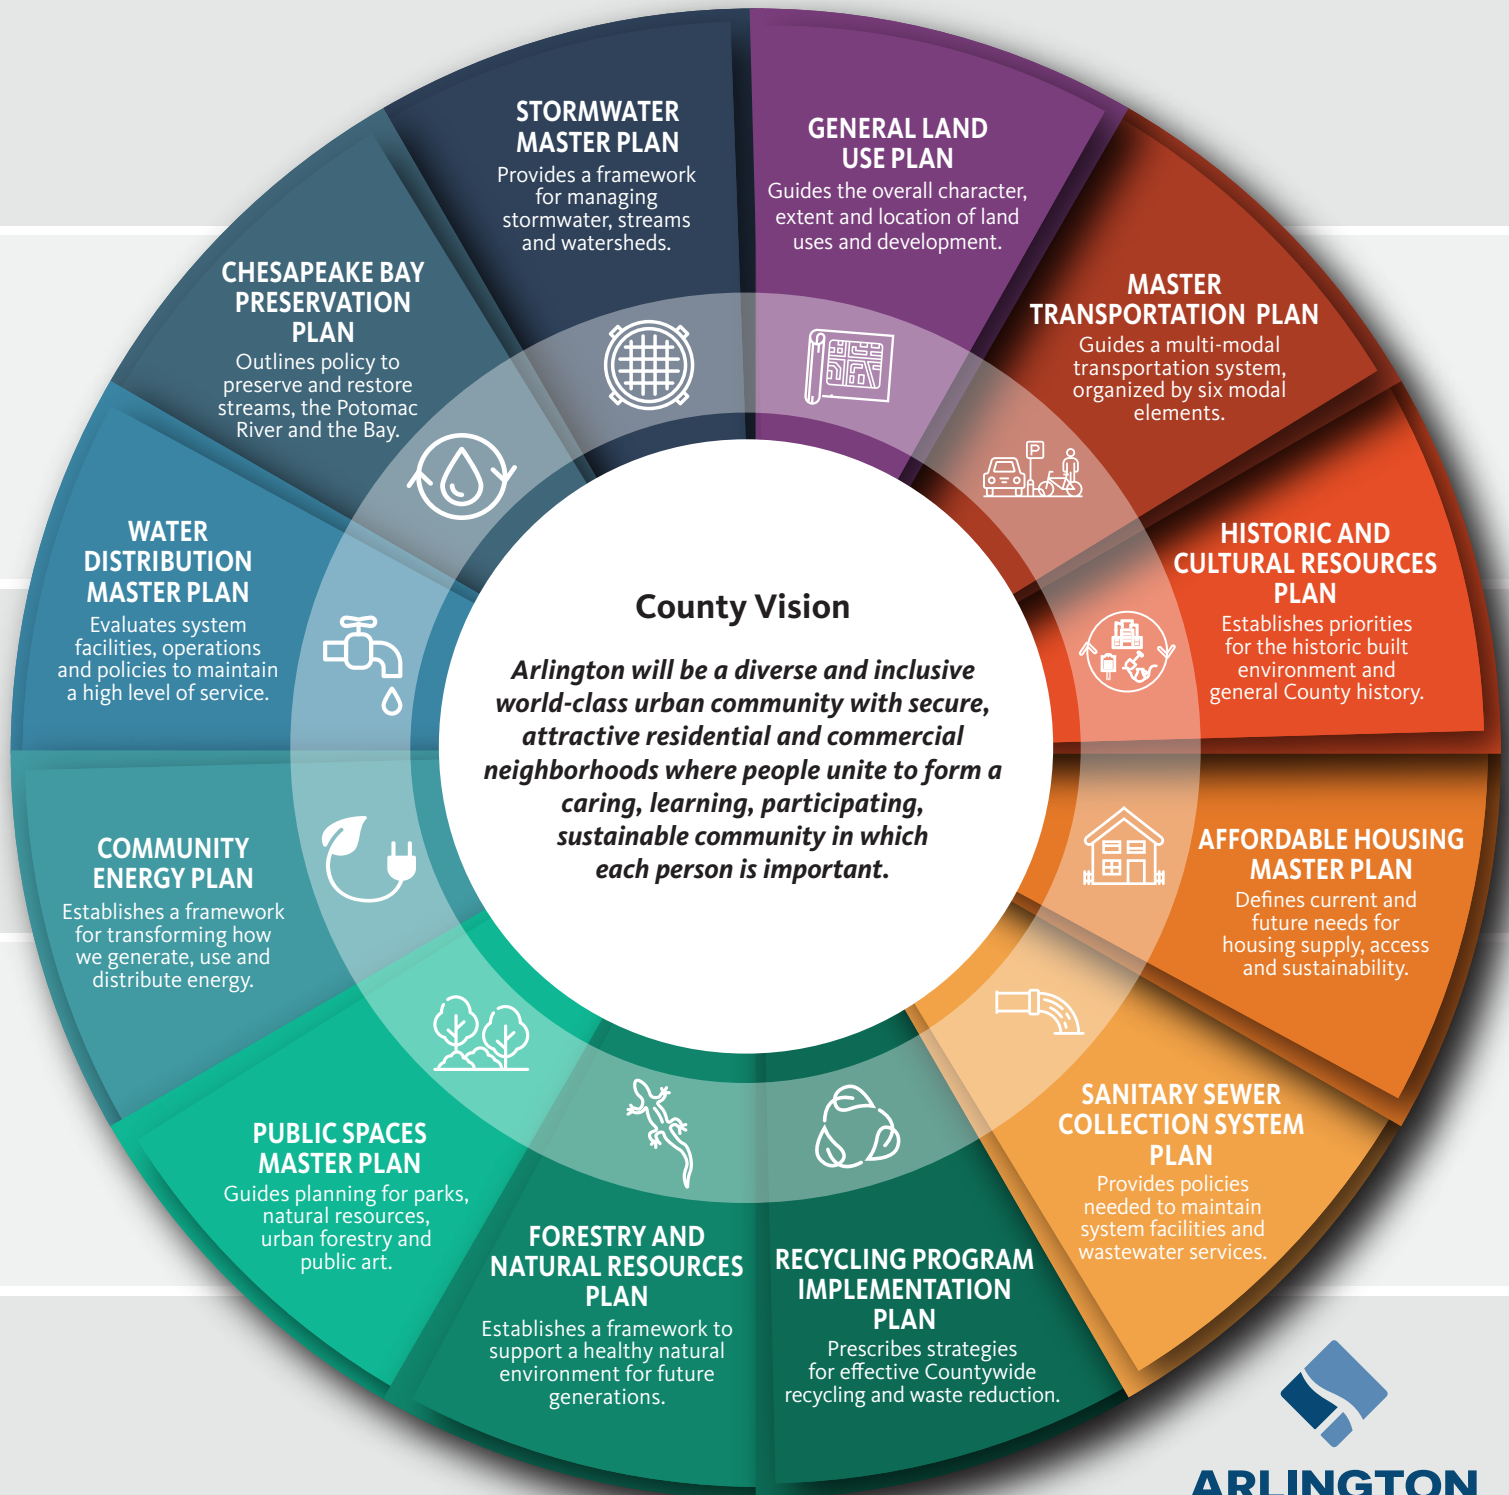 STORMWATER
MASTER PLAN
Provides a framework
for managing
stormwater, streams
and watersheds.
GENERAL LAND
USE PLAN
Guides the overall character,
extent and location of land
uses and development.
MASTER
TRANSPORTATION PLAN
Guides a multi-modal
transportation system,
organized by six modal
elements.
P
HISTORIC AND
CULTURAL RESOURCES
PLAN
Establishes priorities
for the historic built
environment and
general County history.
AFFORDABLE HOUSING
MASTER PLAN
Defines current and
future needs for
housing supply, access
and sustainability.
SANITARY SEWER
COLLECTION SYSTEM
PLAN
Provides policies
needed to maintain
system facilities and
wastewater services.
RECYCLING PROGRAM
IMPLEMENTATION
PLAN
Prescribes strategies
for effective Countywide
recycling and waste reduction.
FORESTRY AND
NATURAL RESOURCES
PLAN
Establishes a framework to
support a healthy natural
environment for future
generations.
PUBLIC SPACES
MASTER PLAN
Guides planning for parks,
natural resources,
urban forestry and
public art.
COMMUNITY
ENERGY PLAN
Establishes a framework
for transforming how
we generate, use and
distribute energy.
WATER
DISTRIBUTION
MASTER PLAN
Evaluates system
facilities, operations
and policies to maintain
a high level of service.
CHESAPEAKE BAY
PRESERVATION
PLAN
Outlines policy to
preserve and restore
streams, the Potomac
River and the Bay.
County Vision
Arlington will be a diverse and inclusive
world-class urban community with secure,
attractive residential and commercial
neighborhoods where people unite to form a
caring, learning, participating,
sustainable community in which
each person is important.
ARLINGTON